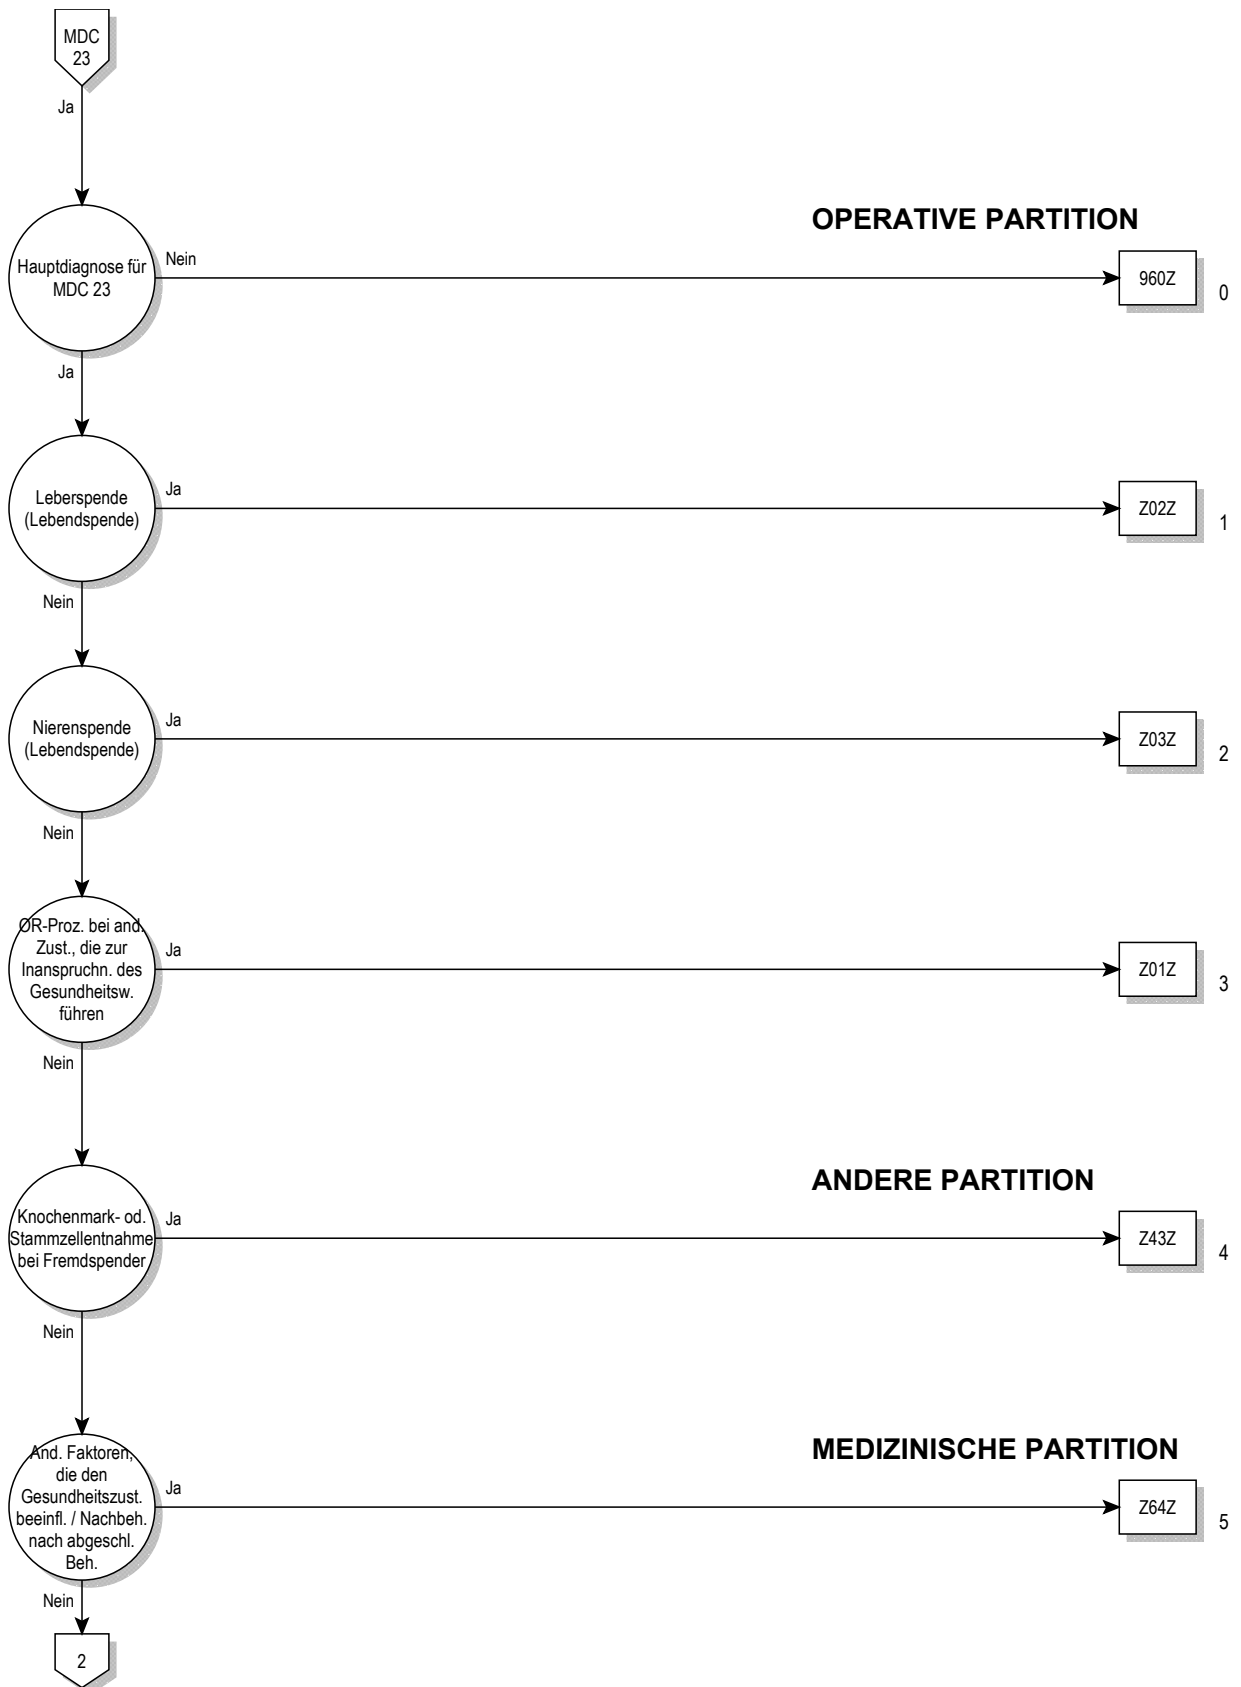 MDC
23
Ja
OPERATIVE PARTITION
Hauptdiagnose für
MDC 23
Nein
960Z
0
Ja
Leberspende
(Lebendspende)
Ja
Z02Z
1
Nein
Nierenspende
(Lebendspende)
Ja
Z03Z
2
Nein
OR-Proz. bei and.
Zust., die zur
Inanspruchn. des
Gesundheitsw.
führen
Ja
Z01Z
3
Nein
ANDERE PARTITION
Knochenmark- od.
Stammzellentnahme
bei Fremdspender
Ja
Z43Z
4
Nein
MEDIZINISCHE PARTITION
And. Faktoren,
die den
Gesundheitszust.
beeinfl. / Nachbeh.
nach abgeschl.
Beh.
Ja
Z64Z
5
Nein
2